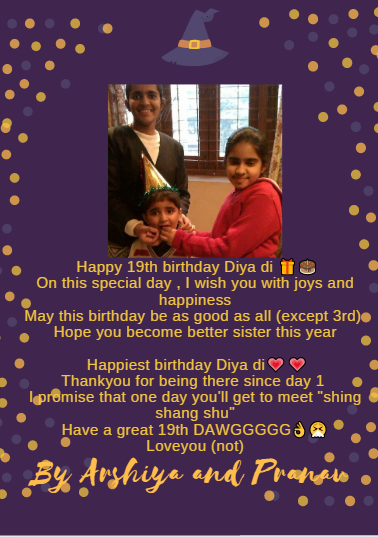 Happy 19th birthday Diya di 🎁🎂
On this special day , I wish you with joys and
happiness
May this birthday be as good as all (except 3rd)
Hope you become better sister this year
Happiest birthday Diya di💗💗
Thankyou for being there since day 1
I promise that one day you'll get to meet "shing
shang shu"
Have a great 19th DAWGGGGG👌🤧
Loveyou (not)
By Arshiya and Pranav